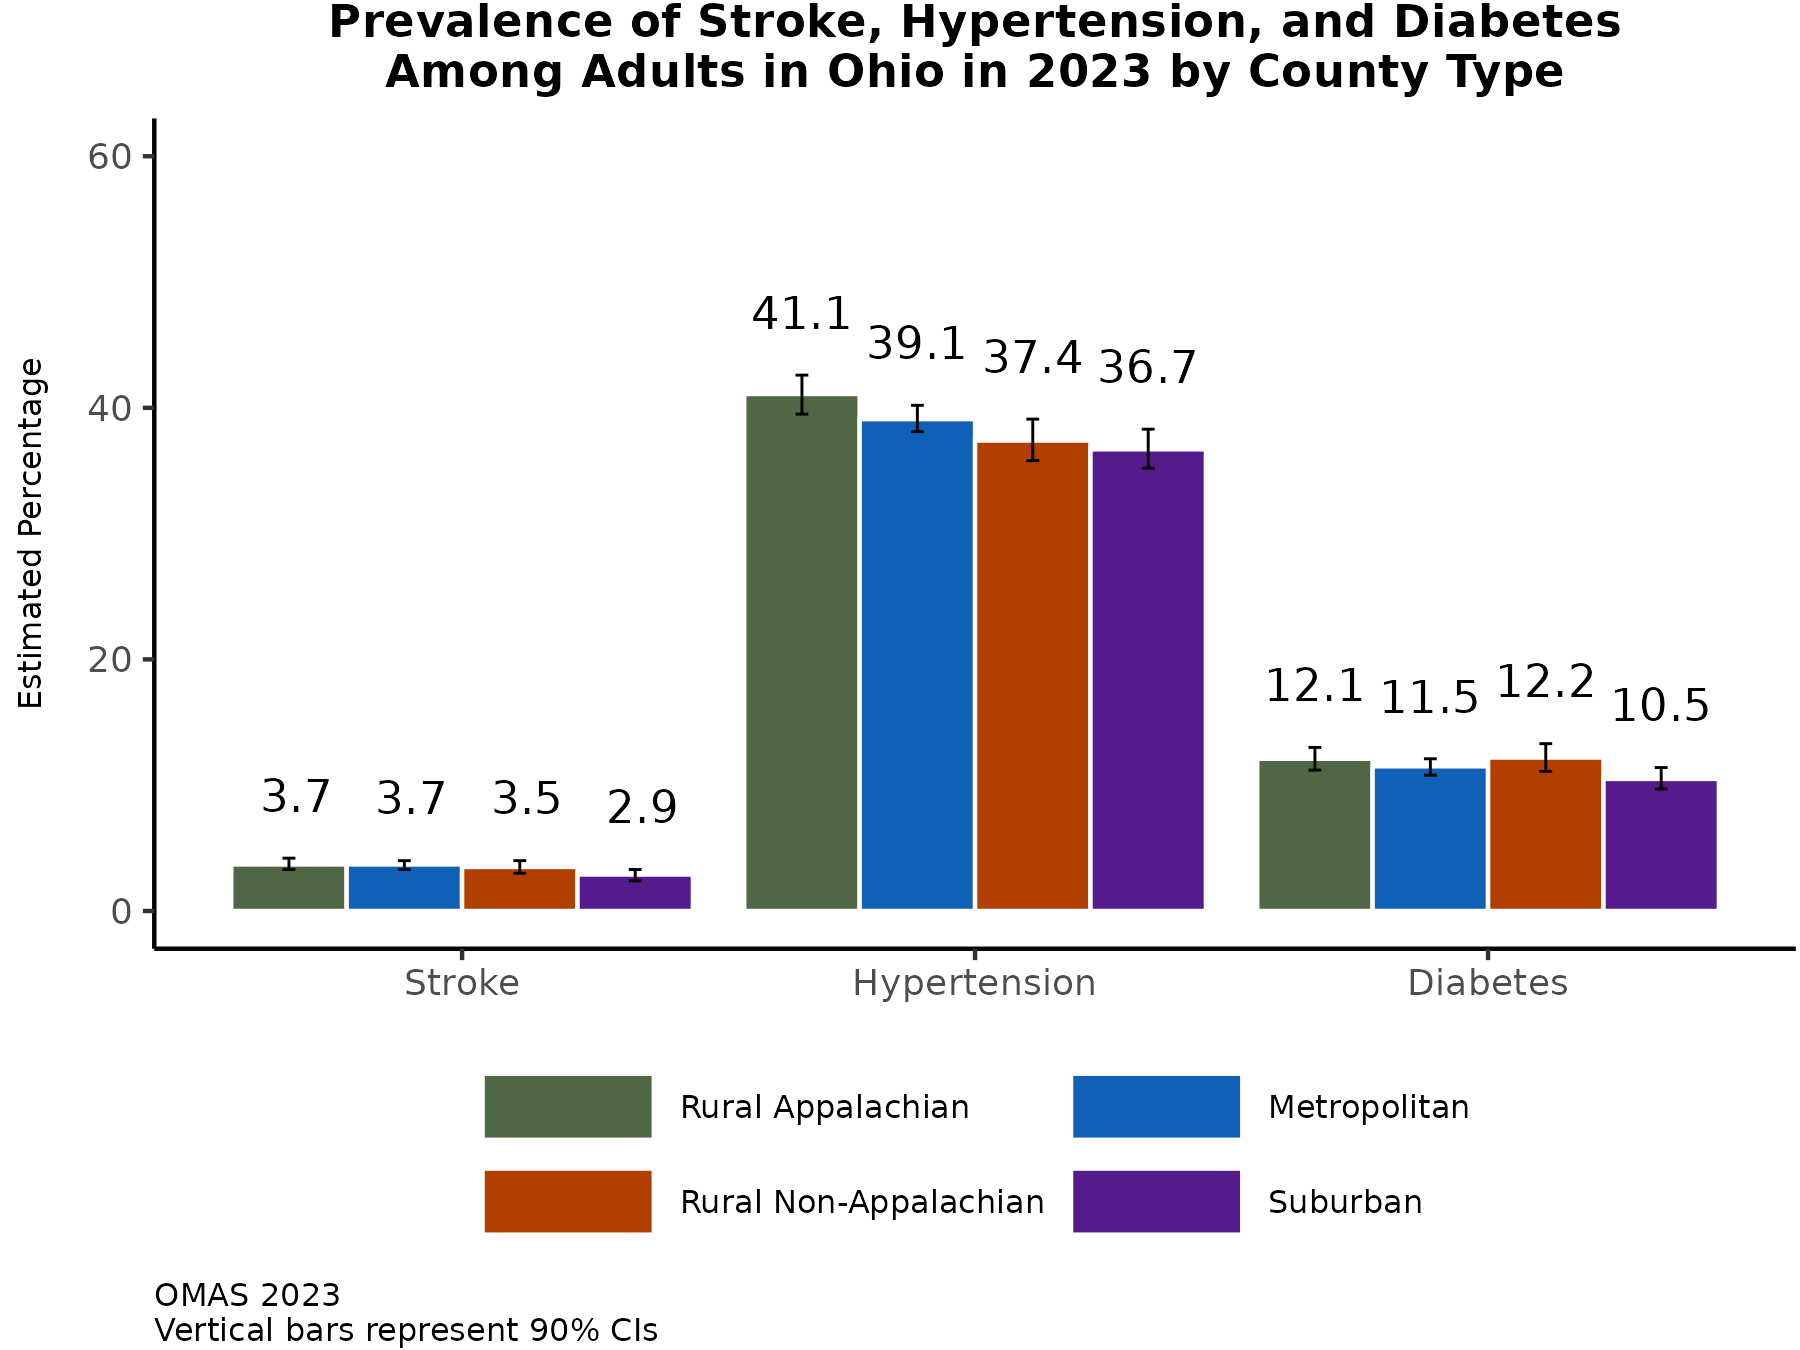 Prevalence of Stroke, Hypertension, and Diabetes
Among Adults in Ohio in 2023 by County Type
Estimated Percentage
60
40
20
0
3.7 3.7 3.5 2.9
41.1 39.1 37.4 36.7
12.1 11.5 12.2 10.5
Stroke Hypertension Diabetes
Rural Appalachian Metropolitan
Rural Non-Appalachian Suburban
OMAS 2023
Vertical bars represent 90% CIs